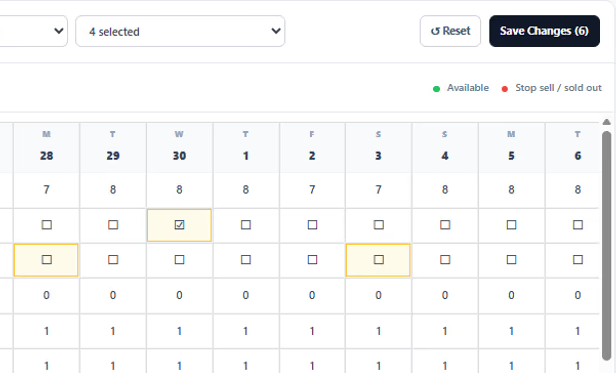 4 selected ↺ Reset Save Changes (6)
Available Stop sell / sold out
M T W T F S S M T
28 29 30 1 2 3 4 5 6
7 8 8 8 7 7 8 8 8
☐ ☐ ☑ ☐ ☐ ☐ ☐ ☐ ☐
☐ ☐ ☐ ☐ ☐ ☐ ☐ ☐ ☐
0 0 0 0 0 0 0 0 0
1 1 1 1 1 1 1 1 1
1 1 1 1 1 1 1 1 1